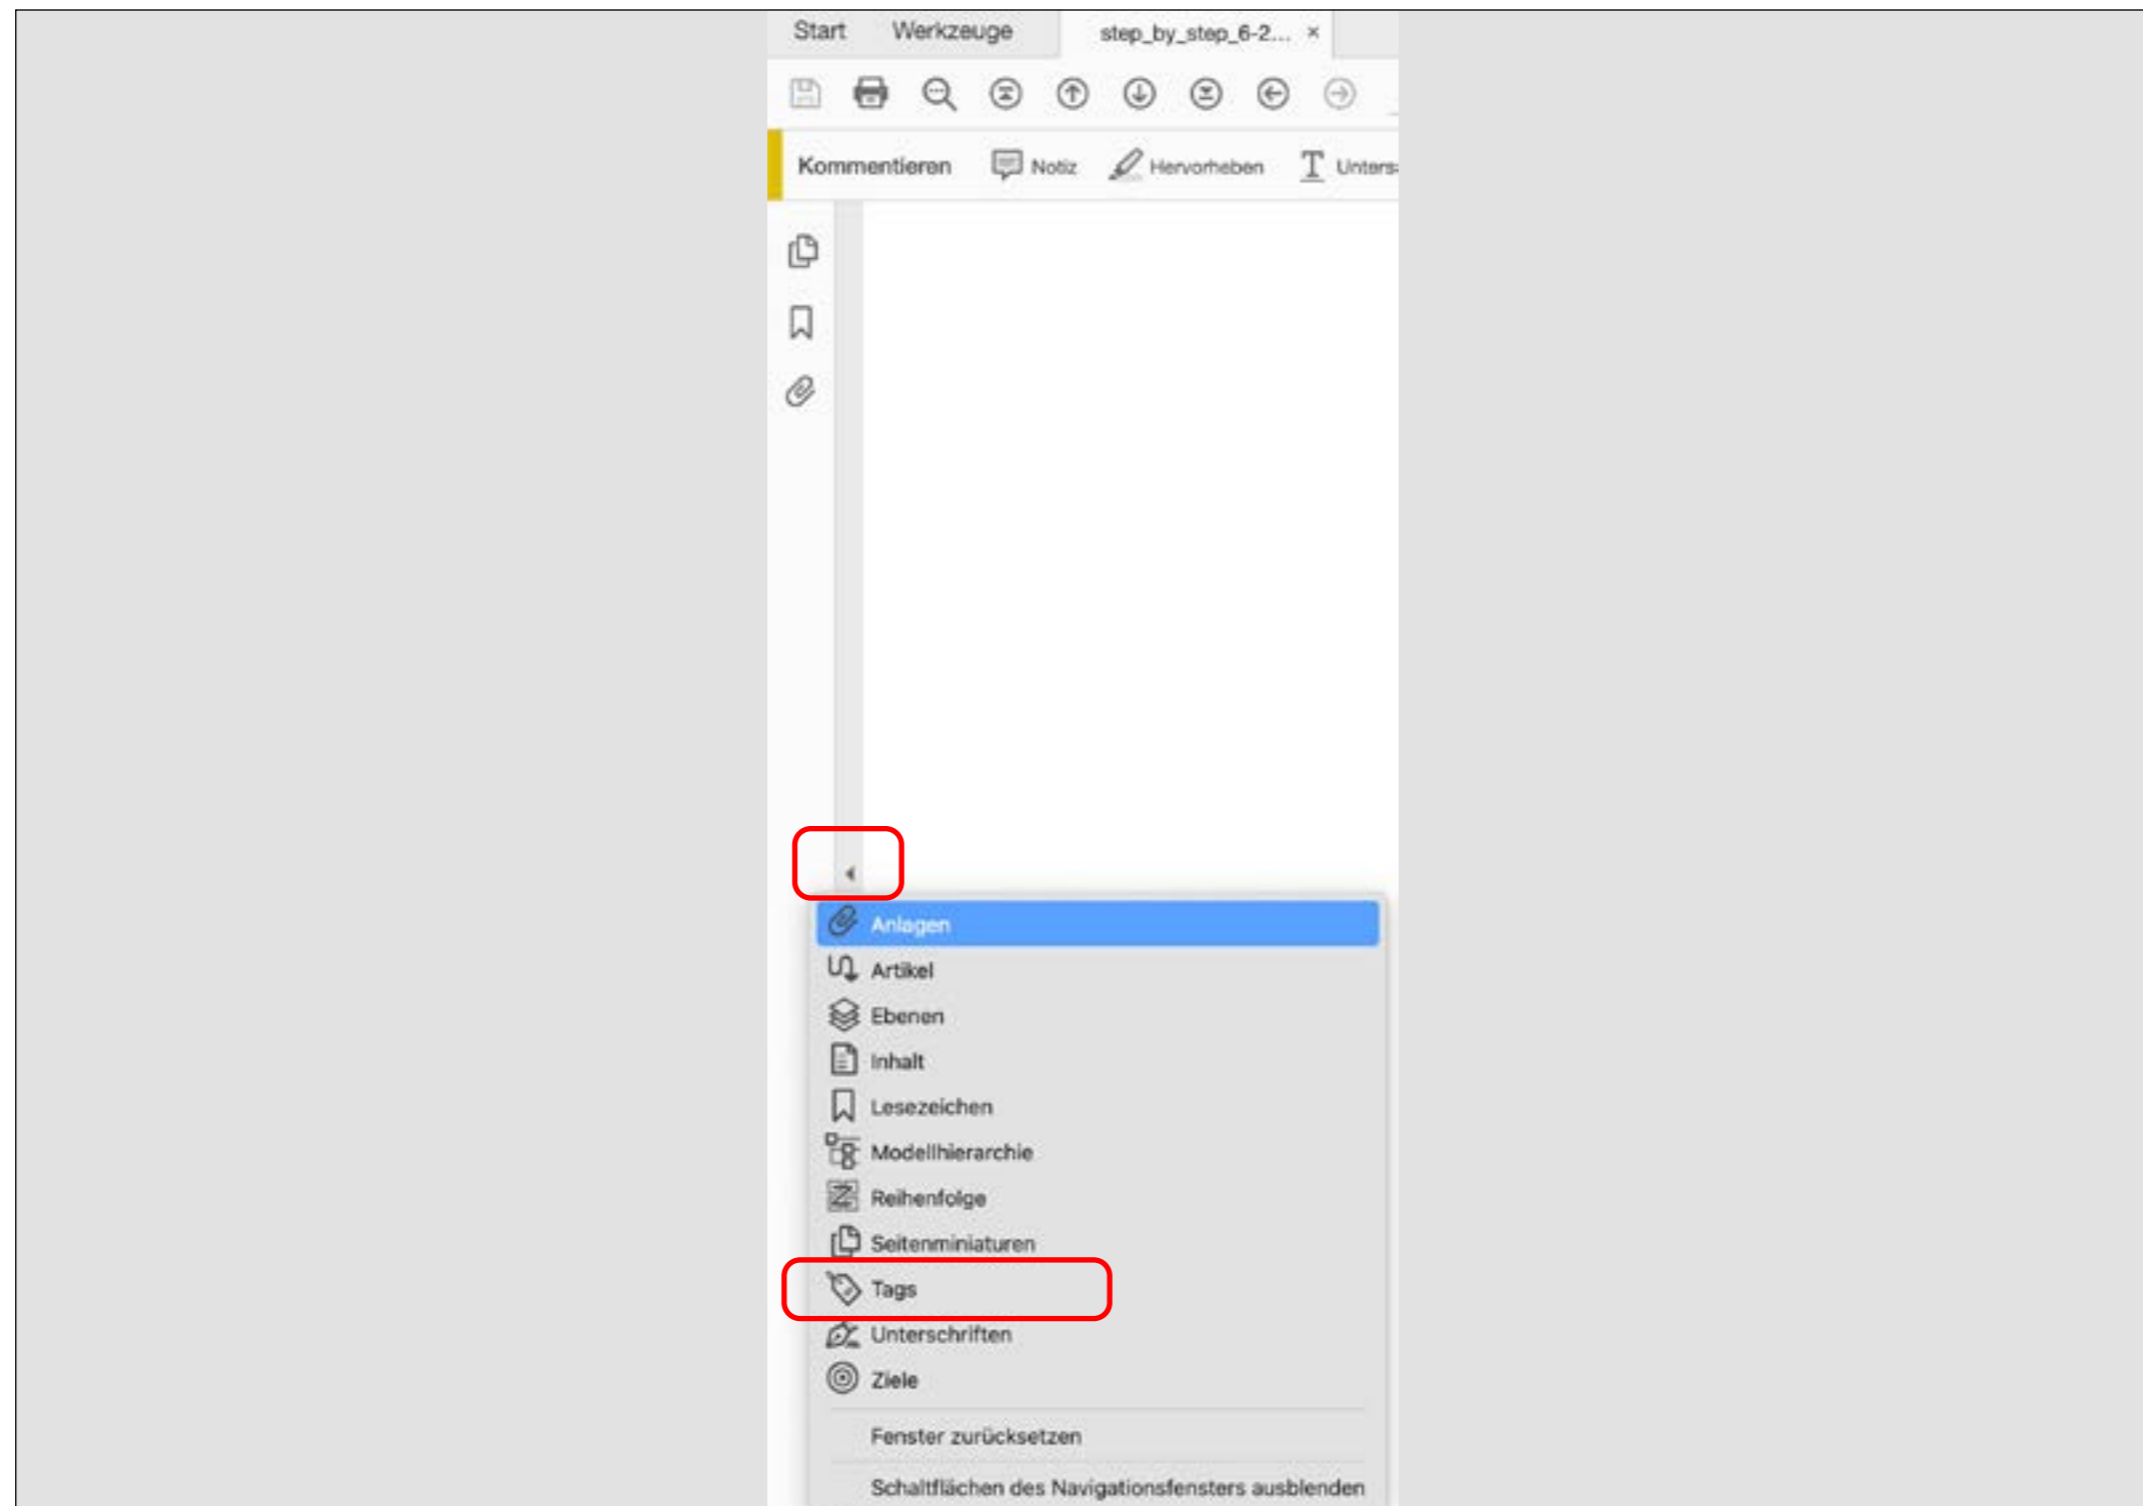 Start Werkzeuge step_by_step_6-2... ×
Kommentieren Notiz Hervorheben
Anlagen
Artikel
Ebenen
Inhalt
Lesezeichen
Modellhierarchie
Reihenfolge
Seitenminiaturen
Tags
Unterschriften
Ziele
Fenster zurücksetzen
Schaltflächen des Navigationsfensters ausblenden